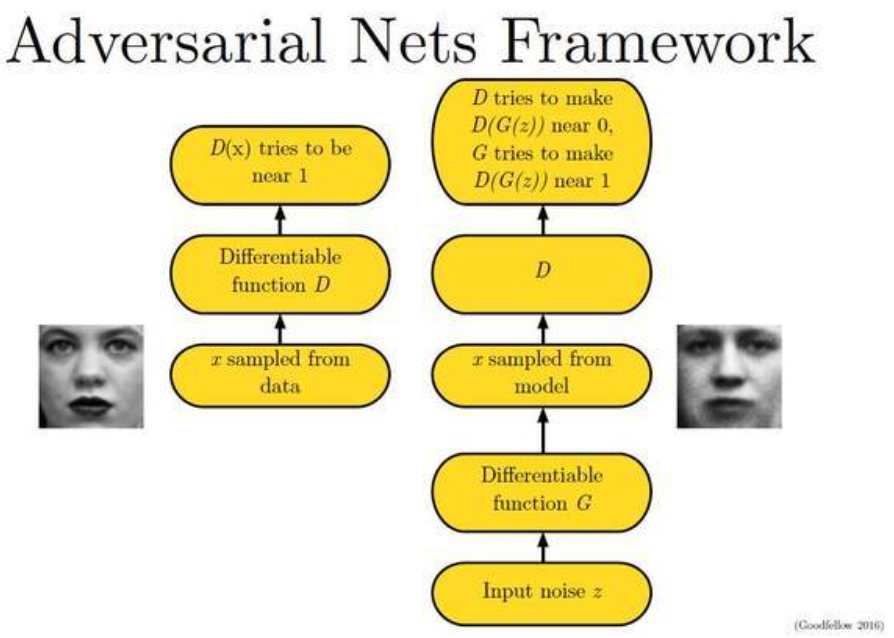 Adversarial Nets Framework
D(x) tries to be
near 1
Differentiable
function D
x sampled from
data
D tries to make
D(G(z)) near 0,
G tries to make
D(G(z)) near 1
D
x sampled from
model
Differentiable
function G
Input noise z
(Goodfellow 2016)